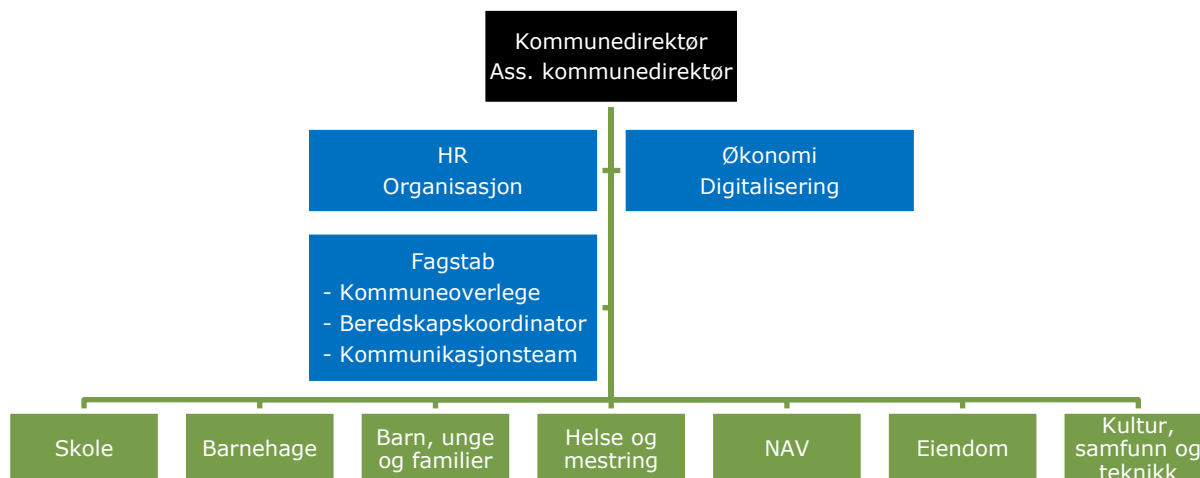 Kommunedirektør
Ass. kommunedirektør
HR
Organisasjon
Økonomi
Digitalisering
Fagstab
- Kommuneoverlege
- Beredskapskoordinator
- Kommunikasjonsteam
Skole
Barnehage
Barn, unge
og familier
Helse og
mestring
NAV
Eiendom
Kultur,
samfunn og
teknikk